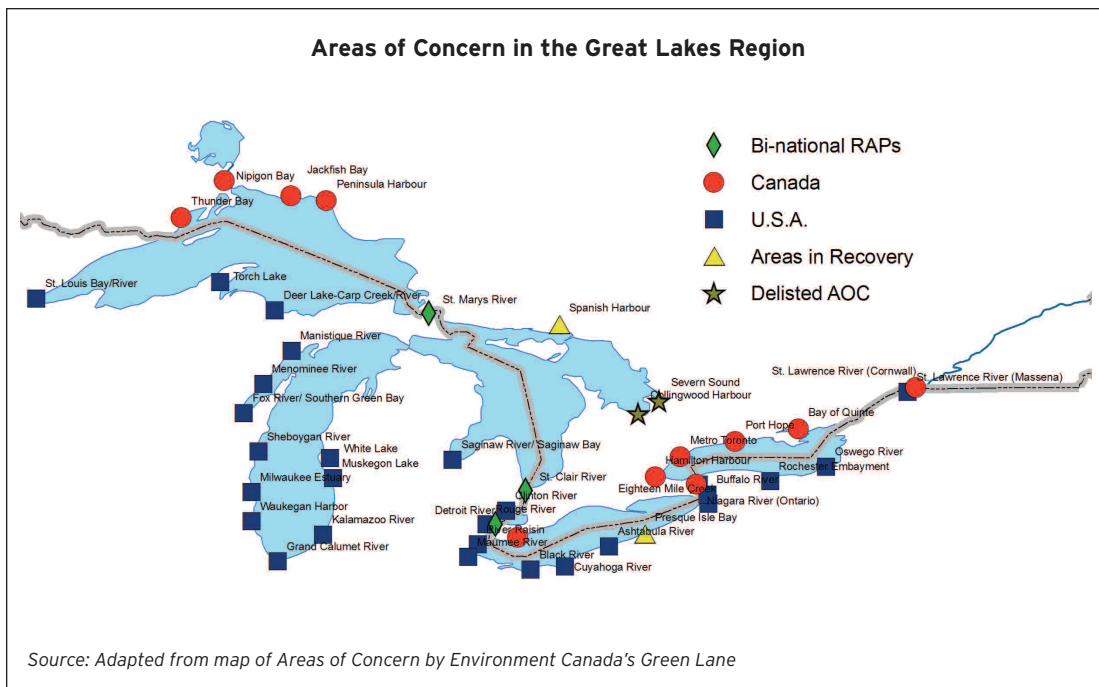 Areas of Concern in the Great Lakes Region
Bi-national RAPs
Canada
U.S.A.
Areas in Recovery
Delisted AOC
Jackfish Bay
Nipigon Bay
Peninsula Harbour
Thunder Bay
St. Louis Bay/River
Torch Lake
Deer Lake-Carp Creek/River
St. Marys River
Spanish Harbour
Manistique River
Menominee River
Fox River/ Southern Green Bay
Severn Sound
Collingwood Harbour
St. Lawrence River (Cornwall)
St. Lawrence River (Massena)
Bay of Quinte
Port Hope
Metro Toronto
Hamilton Harbour
Oswego River
Rochester Embayment
Sheboygan River
White Lake
Muskegon Lake
Milwaukee Estuary
Saginaw River/ Saginaw Bay
St. Clair River
Clinton River
Eighteen Mile Creek
Buffalo River
Niagara River (Ontario)
Waukegan Harbor
Kalamazoo River
Grand Calumet River
Detroit River
Rouge River
River Raisin
Maumee River
Presque Isle Bay
Ashtabula River
Black River
Cuyahoga River
Source: Adapted from map of Areas of Concern by Environment Canada's Green Lane